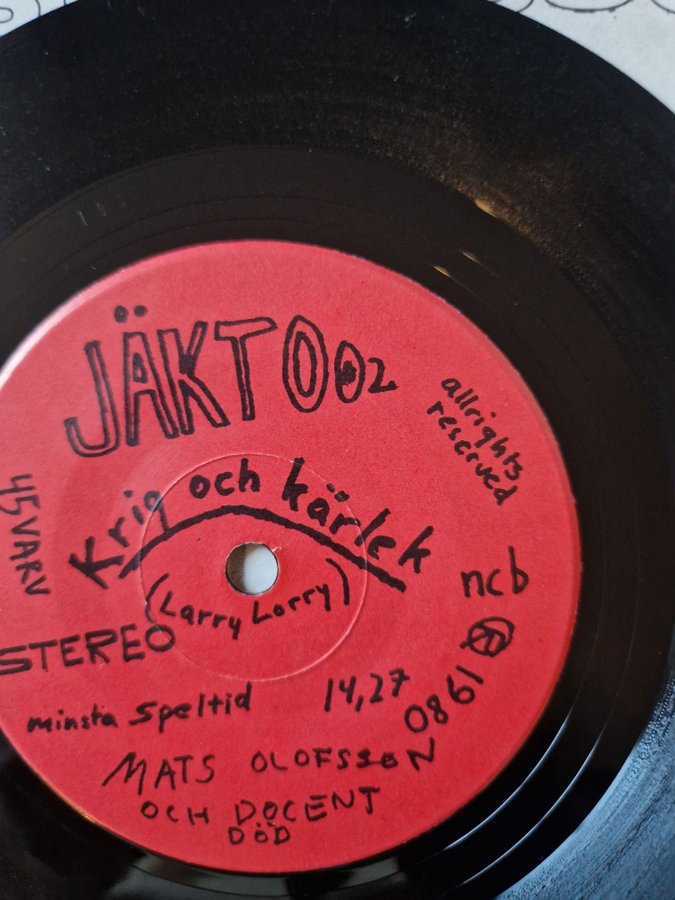 JÄKT 002
allrights
reserved
45 VARV
Krig och kärlek
(Larry Lorry)
ncb
STEREO
Ⓡ 1980
minsta speltid 14,27
MATS OLOFSSON
OCH DOCENT
DÖD